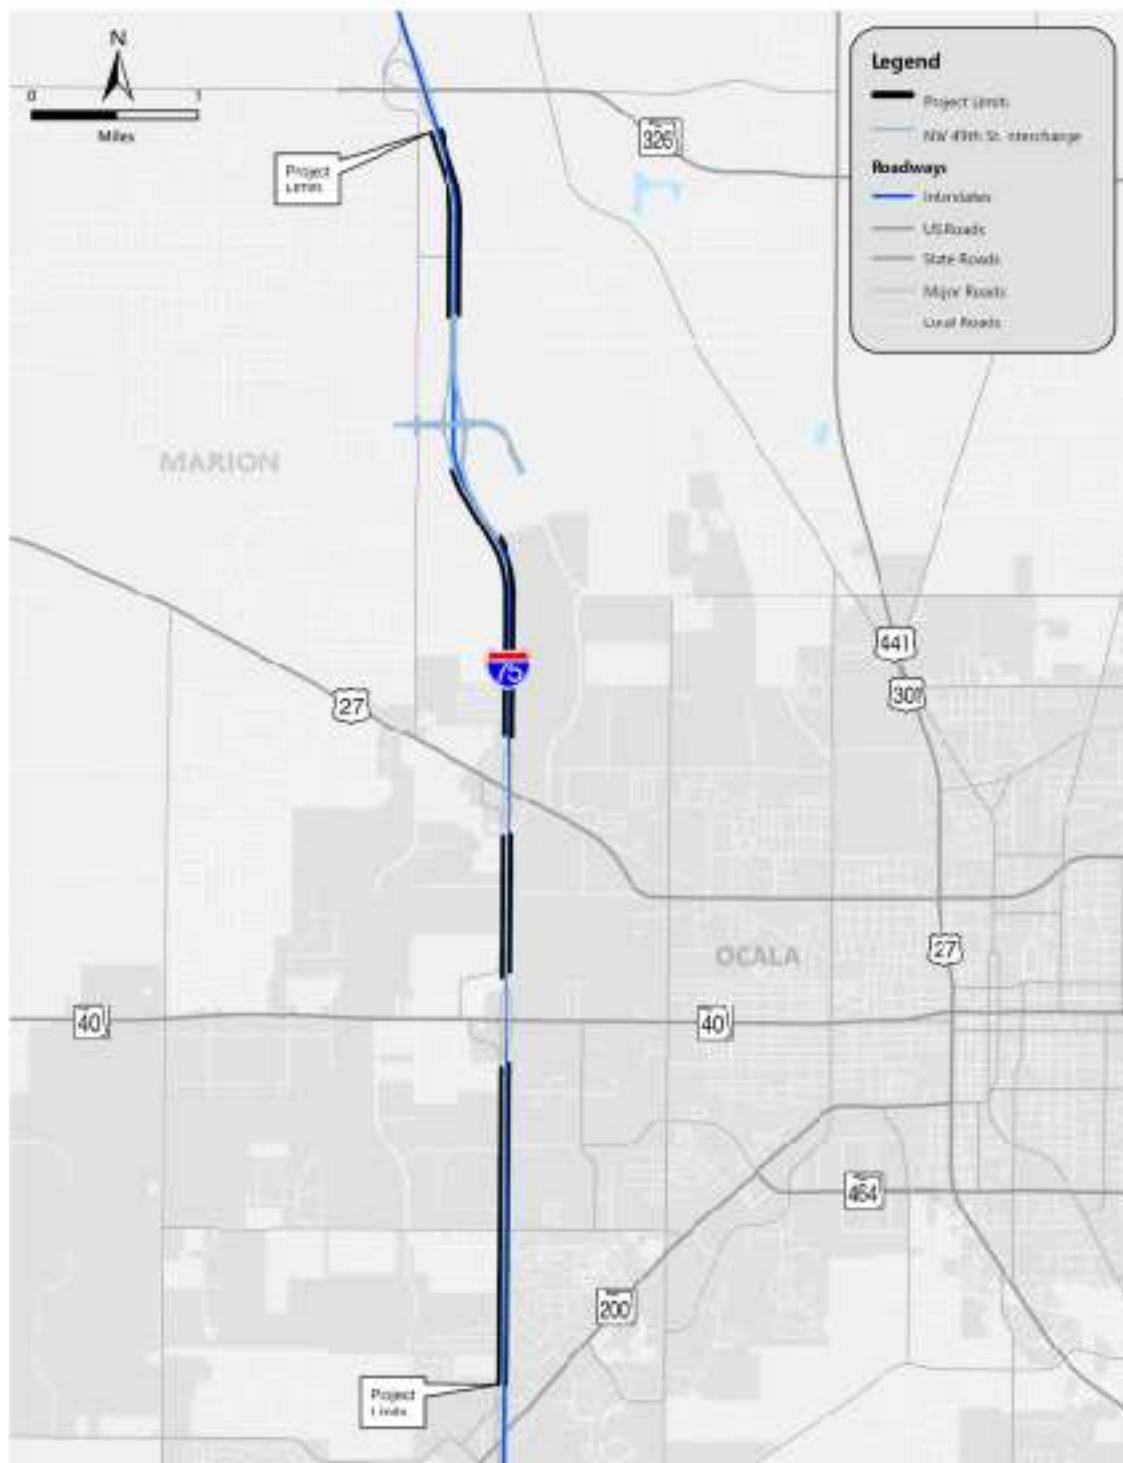 N
0 1
Miles
Legend
Project Limits
NW 49th St. Interchange
Roadways
Interstates
US Roads
State Roads
Major Roads
Local Roads
326
Project
Limits
MARION
441
301
75
27
27
OCALA
40
40
464
200
Project
Limits